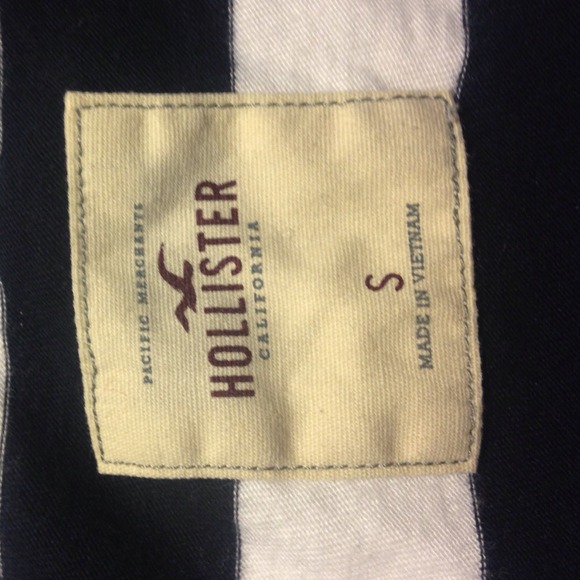 PACIFIC MERCHANTS
HOLLISTER
CALIFORNIA
S
MADE IN VIETNAM